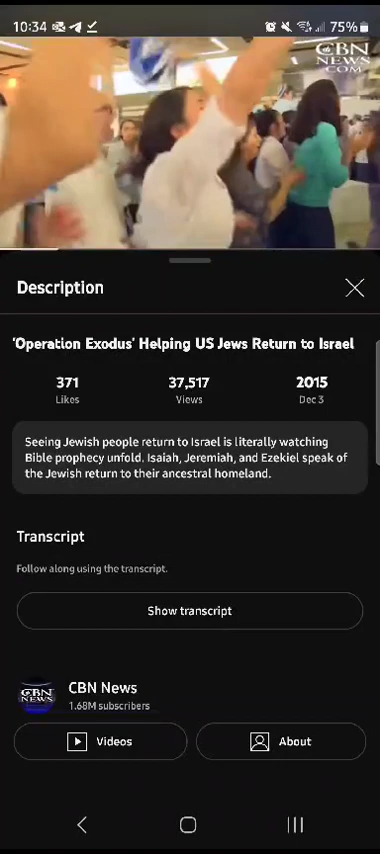 10:34 75%
CBN
NEWS
.COM
Description
'Operation Exodus' Helping US Jews Return to Israel
371 37,517 2015
Likes Views Dec 3
Seeing Jewish people return to Israel is literally watching
Bible prophecy unfold. Isaiah, Jeremiah, and Ezekiel speak of
the Jewish return to their ancestral homeland.
Transcript
Follow along using the transcript.
Show transcript
CBN
NEWS
CBN News
1.68M subscribers
Videos About